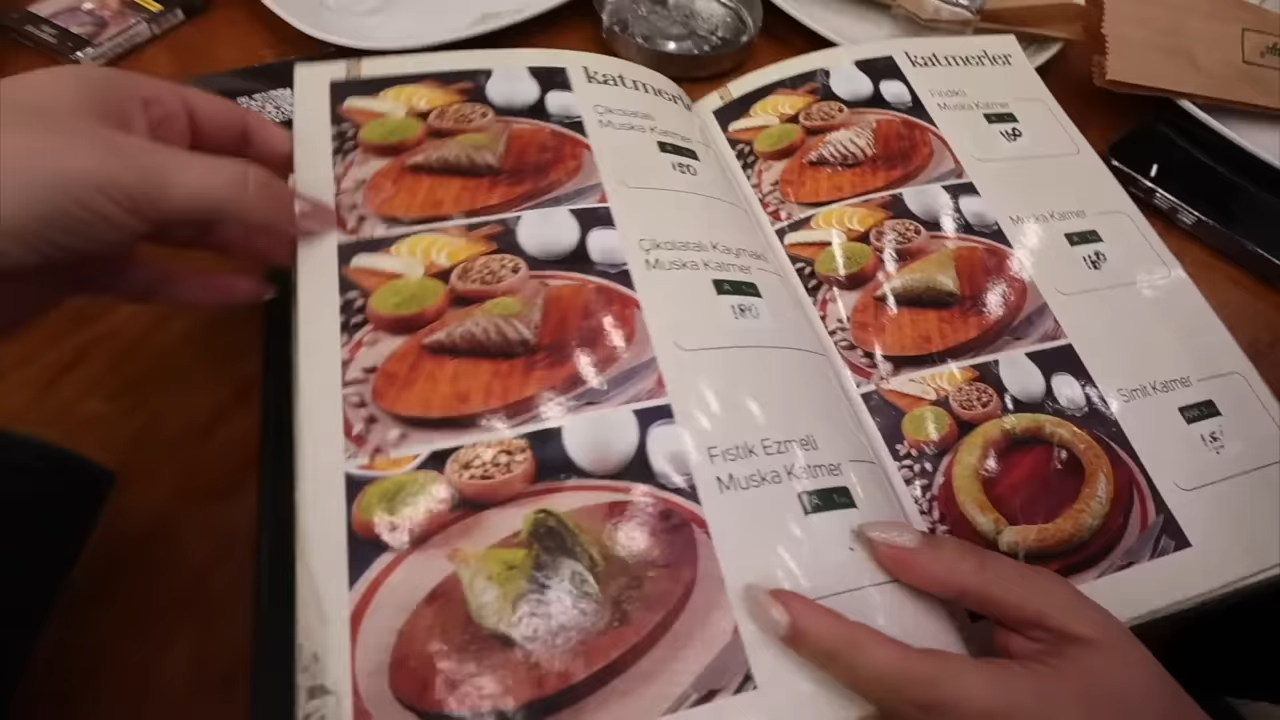 katmerler
Çikolatalı
Muska Katmer
180
Çikolatalı Kaymaklı
Muska Katmer
180
Fıstık Ezmeli
Muska Katmer
katmerler
Fındıklı
Muska Katmer
160
Muska Katmer
160
Simit Katmer